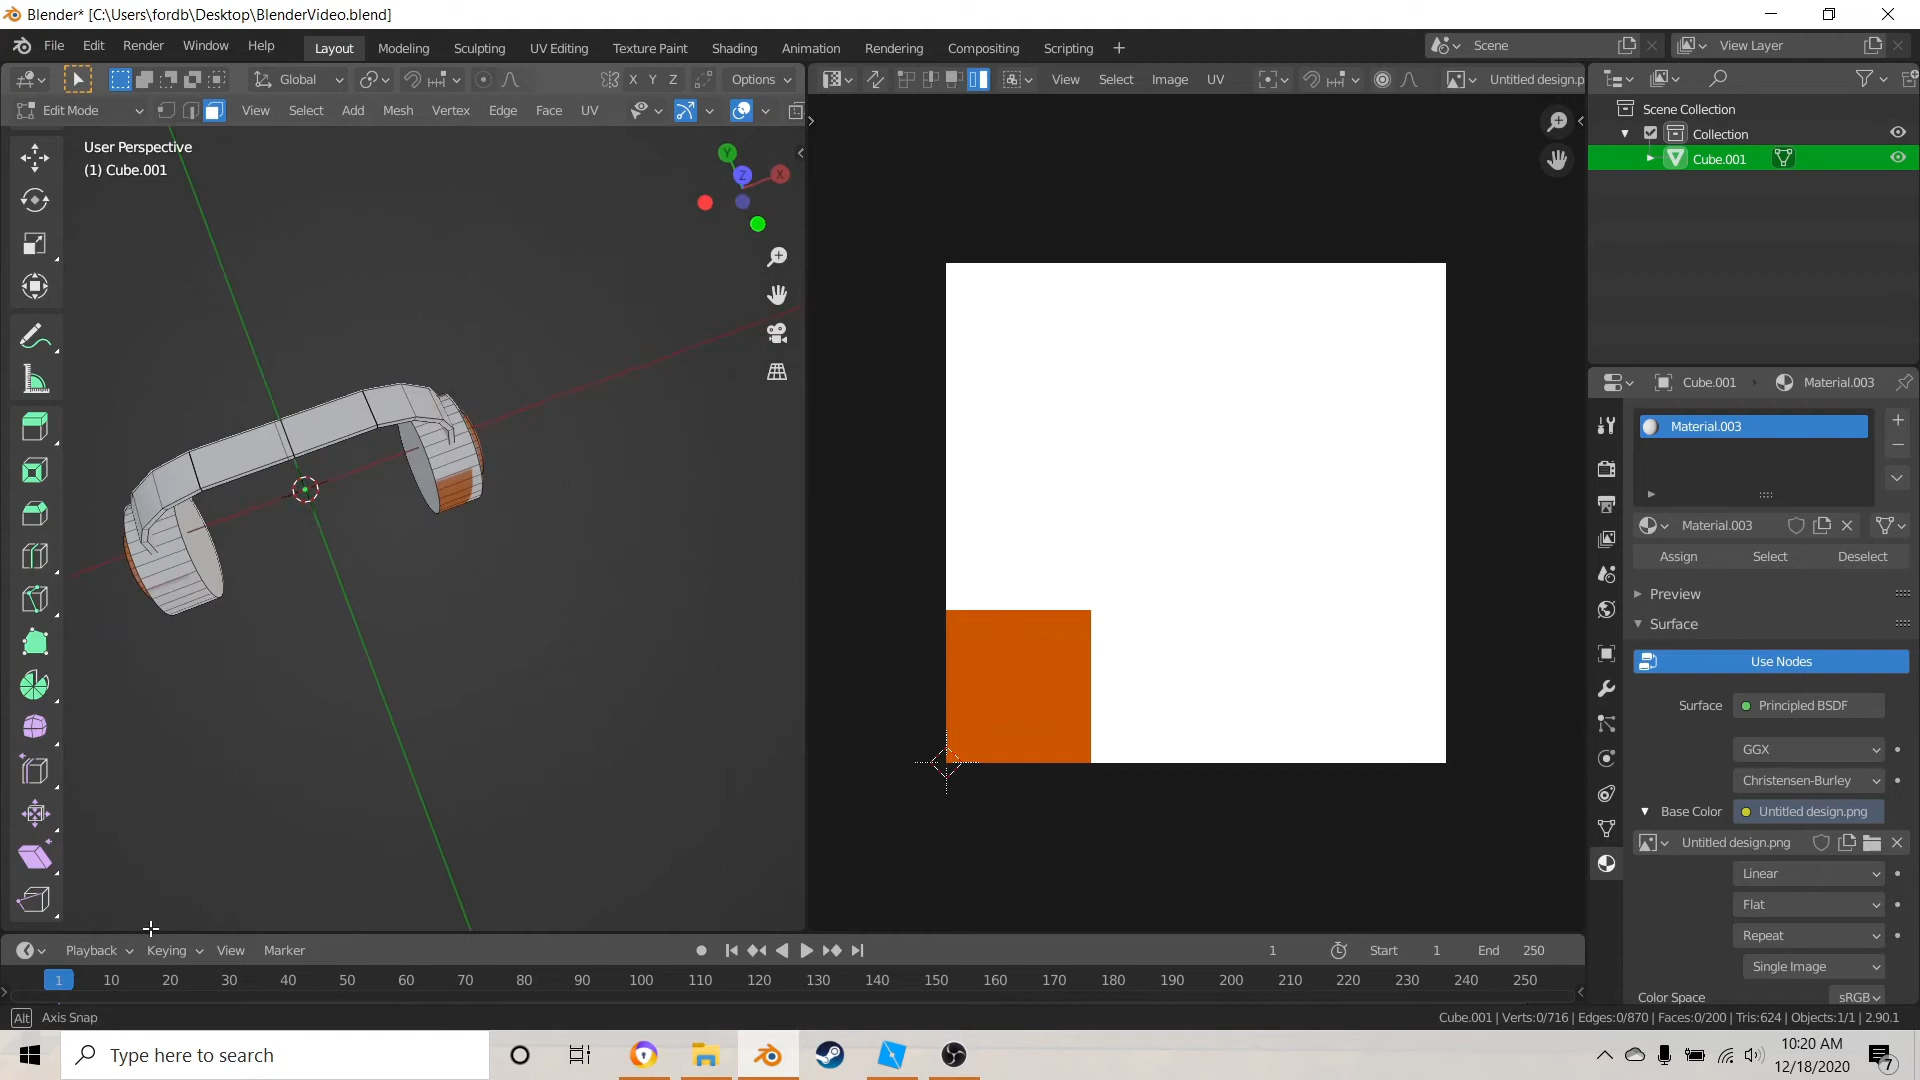 Blender* [C:\Users\fordb\Desktop\BlenderVideo.blend]
File Edit Render Window Help Layout Modeling Sculpting UV Editing Texture Paint Shading Animation Rendering Compositing Scripting + Scene View Layer
Global X Y Z Options View Select Image UV Untitled design.p
Edit Mode View Select Add Mesh Vertex Edge Face UV
User Perspective
(1) Cube.001
Y
Z
X
Scene Collection
Collection
Cube.001
Cube.001 Material.003
Material.003
Material.003
Assign Select Deselect
Preview
Surface
Use Nodes
Surface Principled BSDF
GGX
Christensen-Burley
Base Color Untitled design.png
Untitled design.png
Linear
Flat
Repeat
Single Image
Color Space sRGB
Playback Keying View Marker 1 Start 1 End 250
1 10 20 30 40 50 60 70 80 90 100 110 120 130 140 150 160 170 180 190 200 210 220 230 240 250
Alt Axis Snap Cube.001 | Verts:0/716 | Edges:0/870 | Faces:0/200 | Tris:624 | Objects:1/1 | 2.90.1
Type here to search
10:20 AM
12/18/2020
7